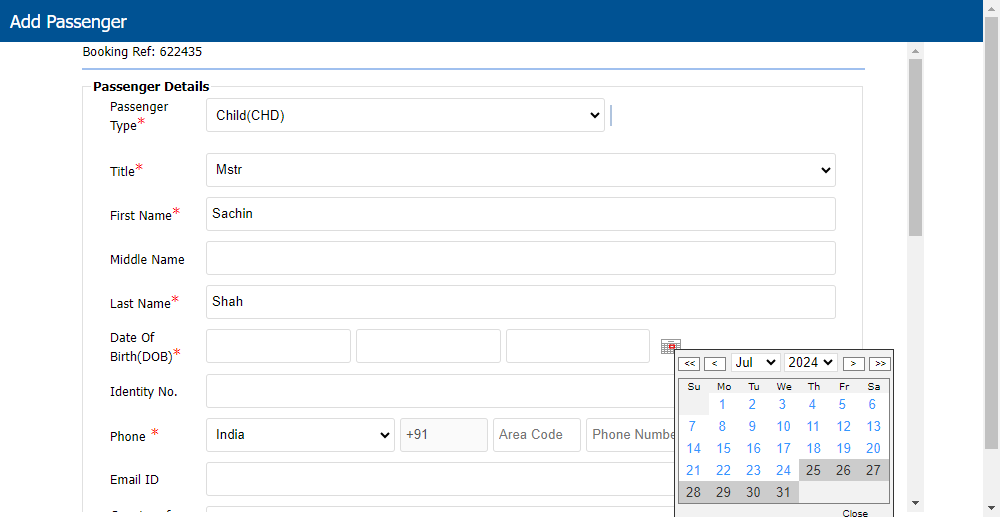 Add Passenger
Booking Ref: 622435
Passenger Details
Passenger Type*
Child(CHD)
Title*
Mstr
First Name*
Sachin
Middle Name
Last Name*
Shah
Date Of Birth(DOB)*
<< < Jul 2024 > >>
Su Mo Tu We Th Fr Sa
1 2 3 4 5 6
7 8 9 10 11 12 13
14 15 16 17 18 19 20
21 22 23 24 25 26 27
28 29 30 31
Close
Identity No.
Phone *
India +91 Area Code Phone Numbe
Email ID